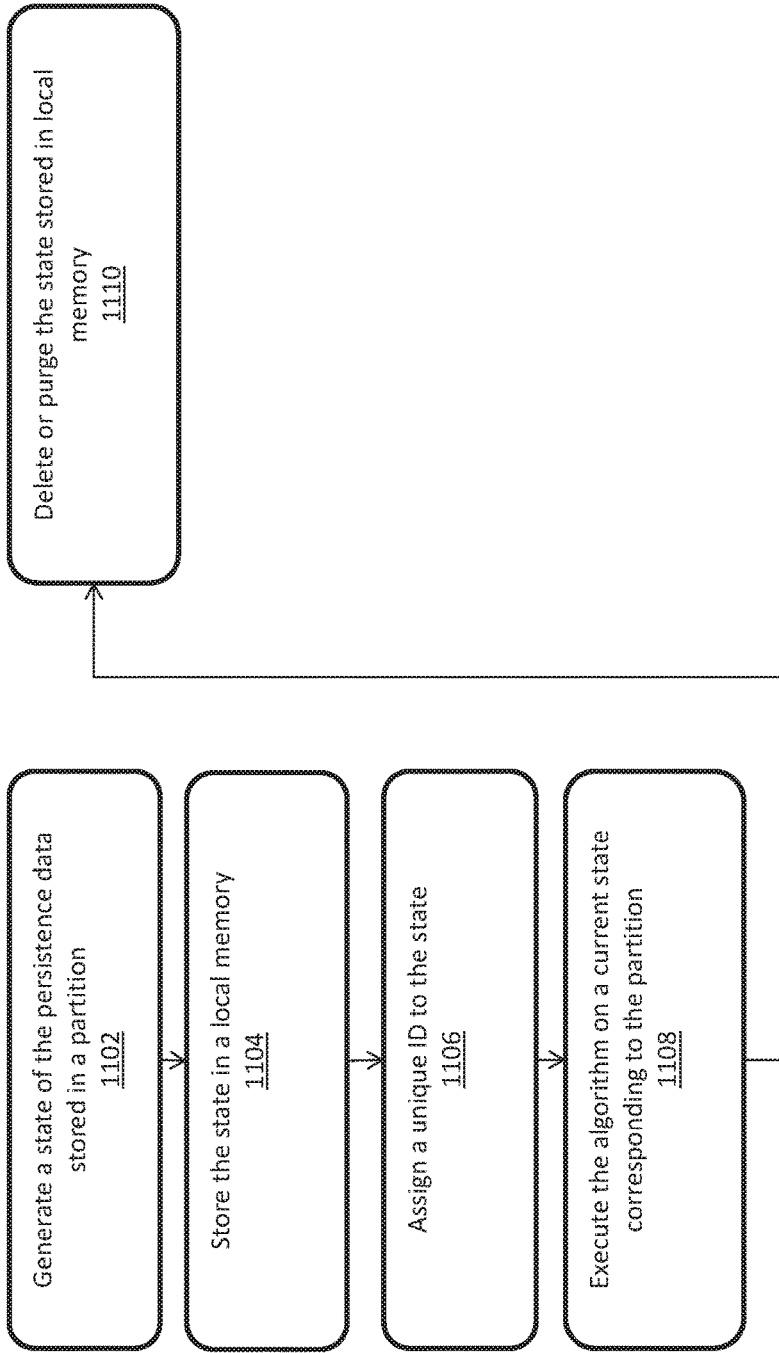 Generate a state of the persistence data
stored in a partition
1102
Store the state in a local memory
1104
Assign a unique ID to the state
1106
Execute the algorithm on a current state
corresponding to the partition
1108
Delete or purge the state stored in local
memory
1110